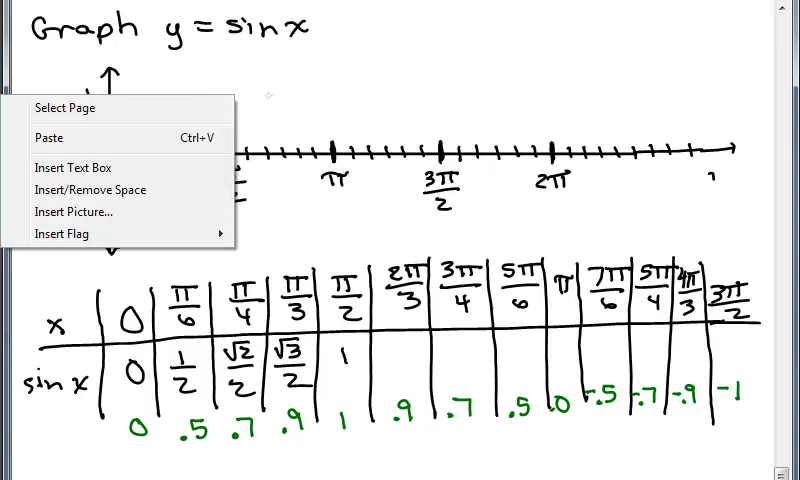 Graph y = sin x
Select Page
Paste Ctrl+V
Insert Text Box
Insert/Remove Space
Insert Picture...
Insert Flag
π 3π/2 2π
x 0 π/6 π/4 π/3 π/2 2π/3 3π/4 5π/6 π 7π/6 5π/4 4π/3 3π/2
sin x 0 1/2 √2/2 √3/2 1
0 .5 .7 .9 1 .9 .7 .5 0 -.5 -.7 -.9 -1